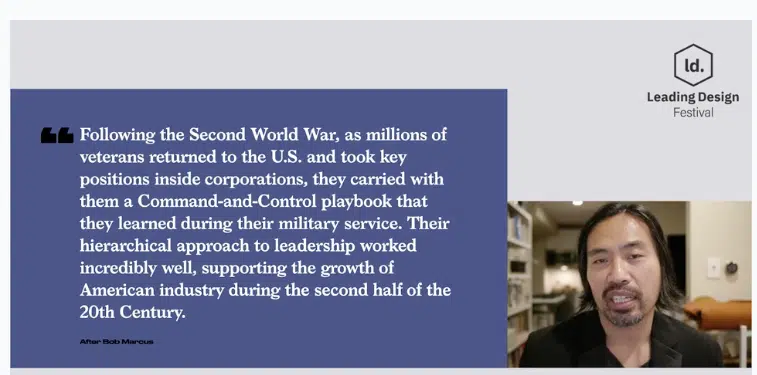 ld.
Leading Design
Festival
Following the Second World War, as millions of
veterans returned to the U.S. and took key
positions inside corporations, they carried with
them a Command-and-Control playbook that
they learned during their military service. Their
hierarchical approach to leadership worked
incredibly well, supporting the growth of
American industry during the second half of the
20th Century.
After Bob Marcus